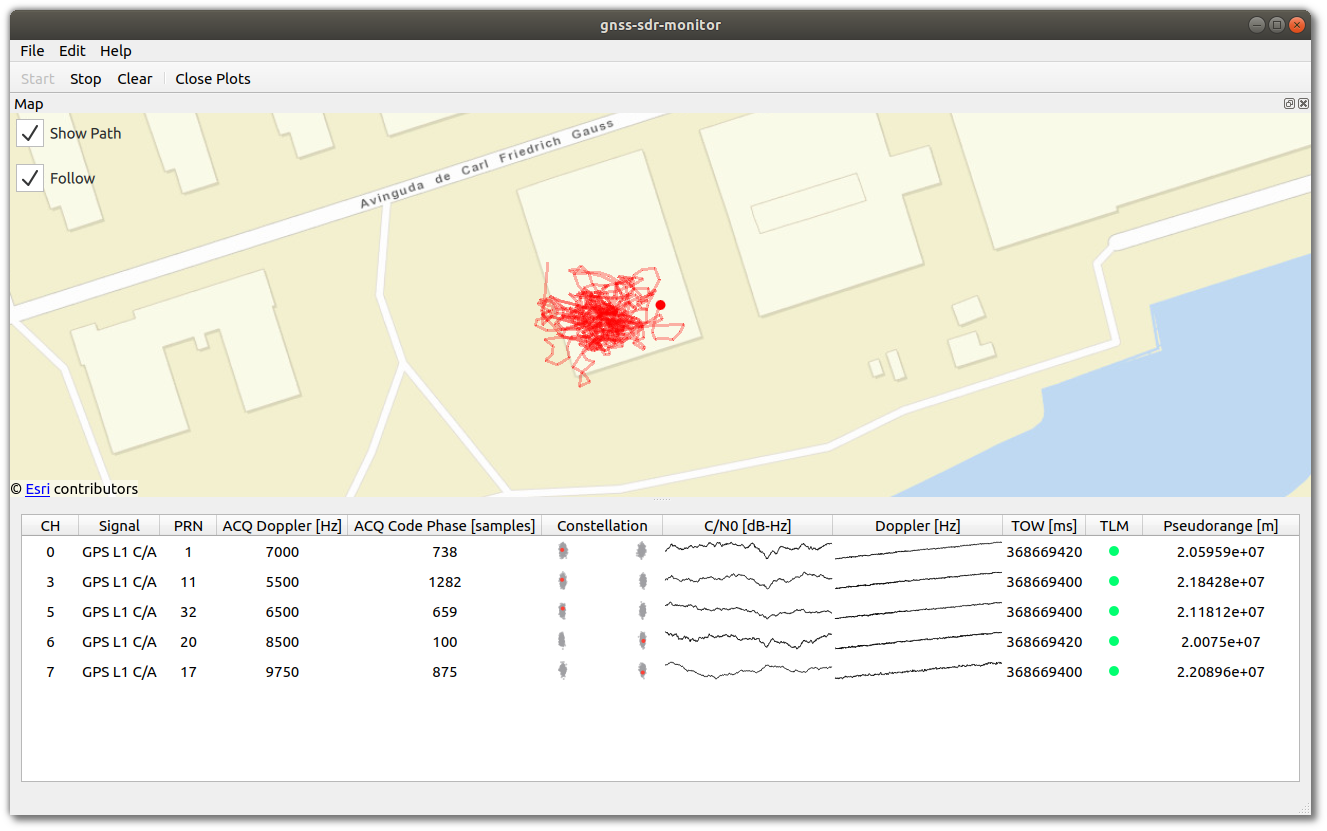 gnss-sdr-monitor
File Edit Help
Start Stop Clear Close Plots
Map
Show Path
Follow
Avinguda de Carl Friedrich Gauss
© Esri contributors
CH Signal PRN ACQ Doppler [Hz] ACQ Code Phase [samples] Constellation C/N0 [dB-Hz] Doppler [Hz] TOW [ms] TLM Pseudorange [m]
0 GPS L1 C/A 1 7000 738 368669420 2.05959e+07
3 GPS L1 C/A 11 5500 1282 368669400 2.18428e+07
5 GPS L1 C/A 32 6500 659 368669400 2.11812e+07
6 GPS L1 C/A 20 8500 100 368669420 2.0075e+07
7 GPS L1 C/A 17 9750 875 368669400 2.20896e+07